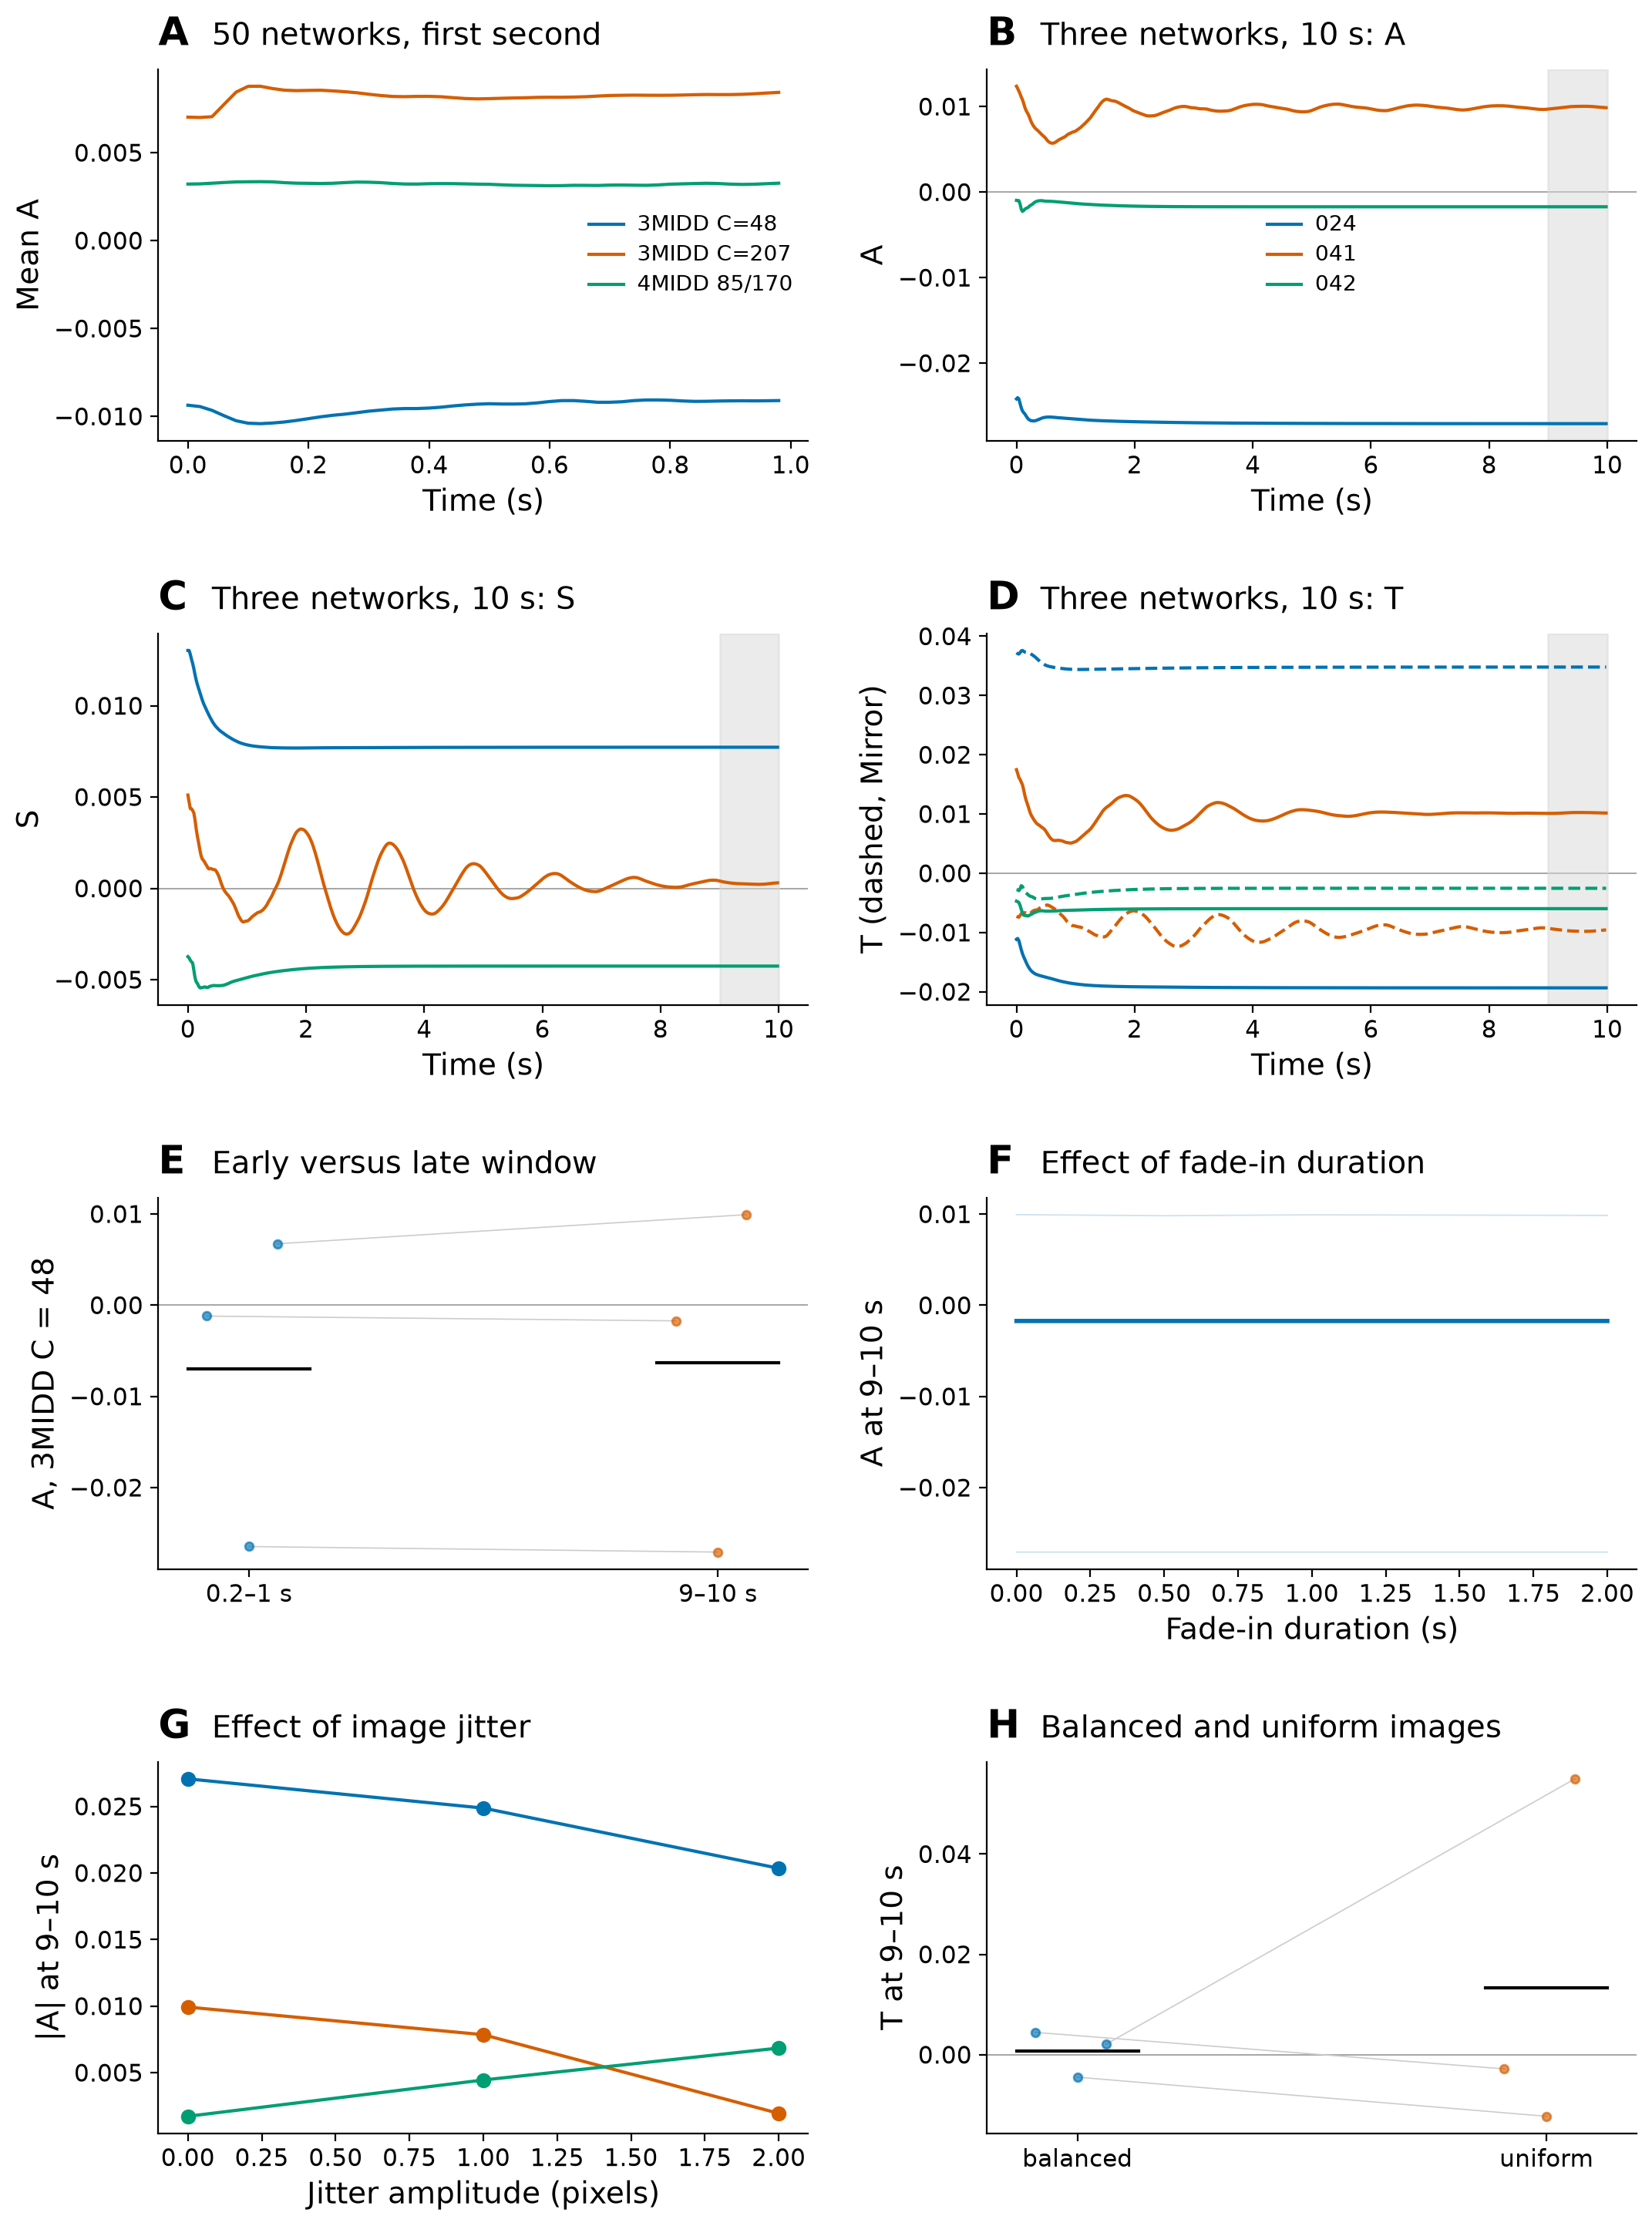 A 50 networks, first second
Mean A
0.005
0.000
−0.005
−0.010
3MIDD C=48
3MIDD C=207
4MIDD 85/170
0.0 0.2 0.4 0.6 0.8 1.0
Time (s)
B Three networks, 10 s: A
A
0.01
0.00
−0.01
−0.02
024
041
042
0 2 4 6 8 10
Time (s)
C Three networks, 10 s: S
S
0.010
0.005
0.000
−0.005
0 2 4 6 8 10
Time (s)
D Three networks, 10 s: T
T (dashed, Mirror)
0.04
0.03
0.02
0.01
0.00
−0.01
−0.02
0 2 4 6 8 10
Time (s)
E Early versus late window
A, 3MIDD C = 48
0.01
0.00
−0.01
−0.02
0.2–1 s 9–10 s
F Effect of fade-in duration
A at 9–10 s
0.01
0.00
−0.01
−0.02
0.00 0.25 0.50 0.75 1.00 1.25 1.50 1.75 2.00
Fade-in duration (s)
G Effect of image jitter
|A| at 9–10 s
0.025
0.020
0.015
0.010
0.005
0.00 0.25 0.50 0.75 1.00 1.25 1.50 1.75 2.00
Jitter amplitude (pixels)
H Balanced and uniform images
T at 9–10 s
0.04
0.02
0.00
balanced uniform